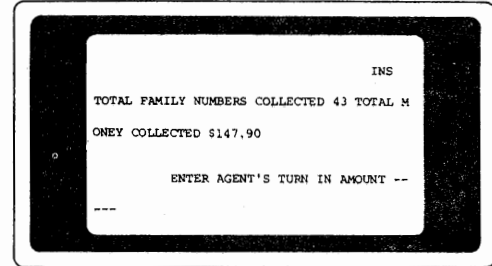 INS
TOTAL FAMILY NUMBERS COLLECTED 43 TOTAL M
ONEY COLLECTED $147.90
ENTER AGENT'S TURN IN AMOUNT --
---